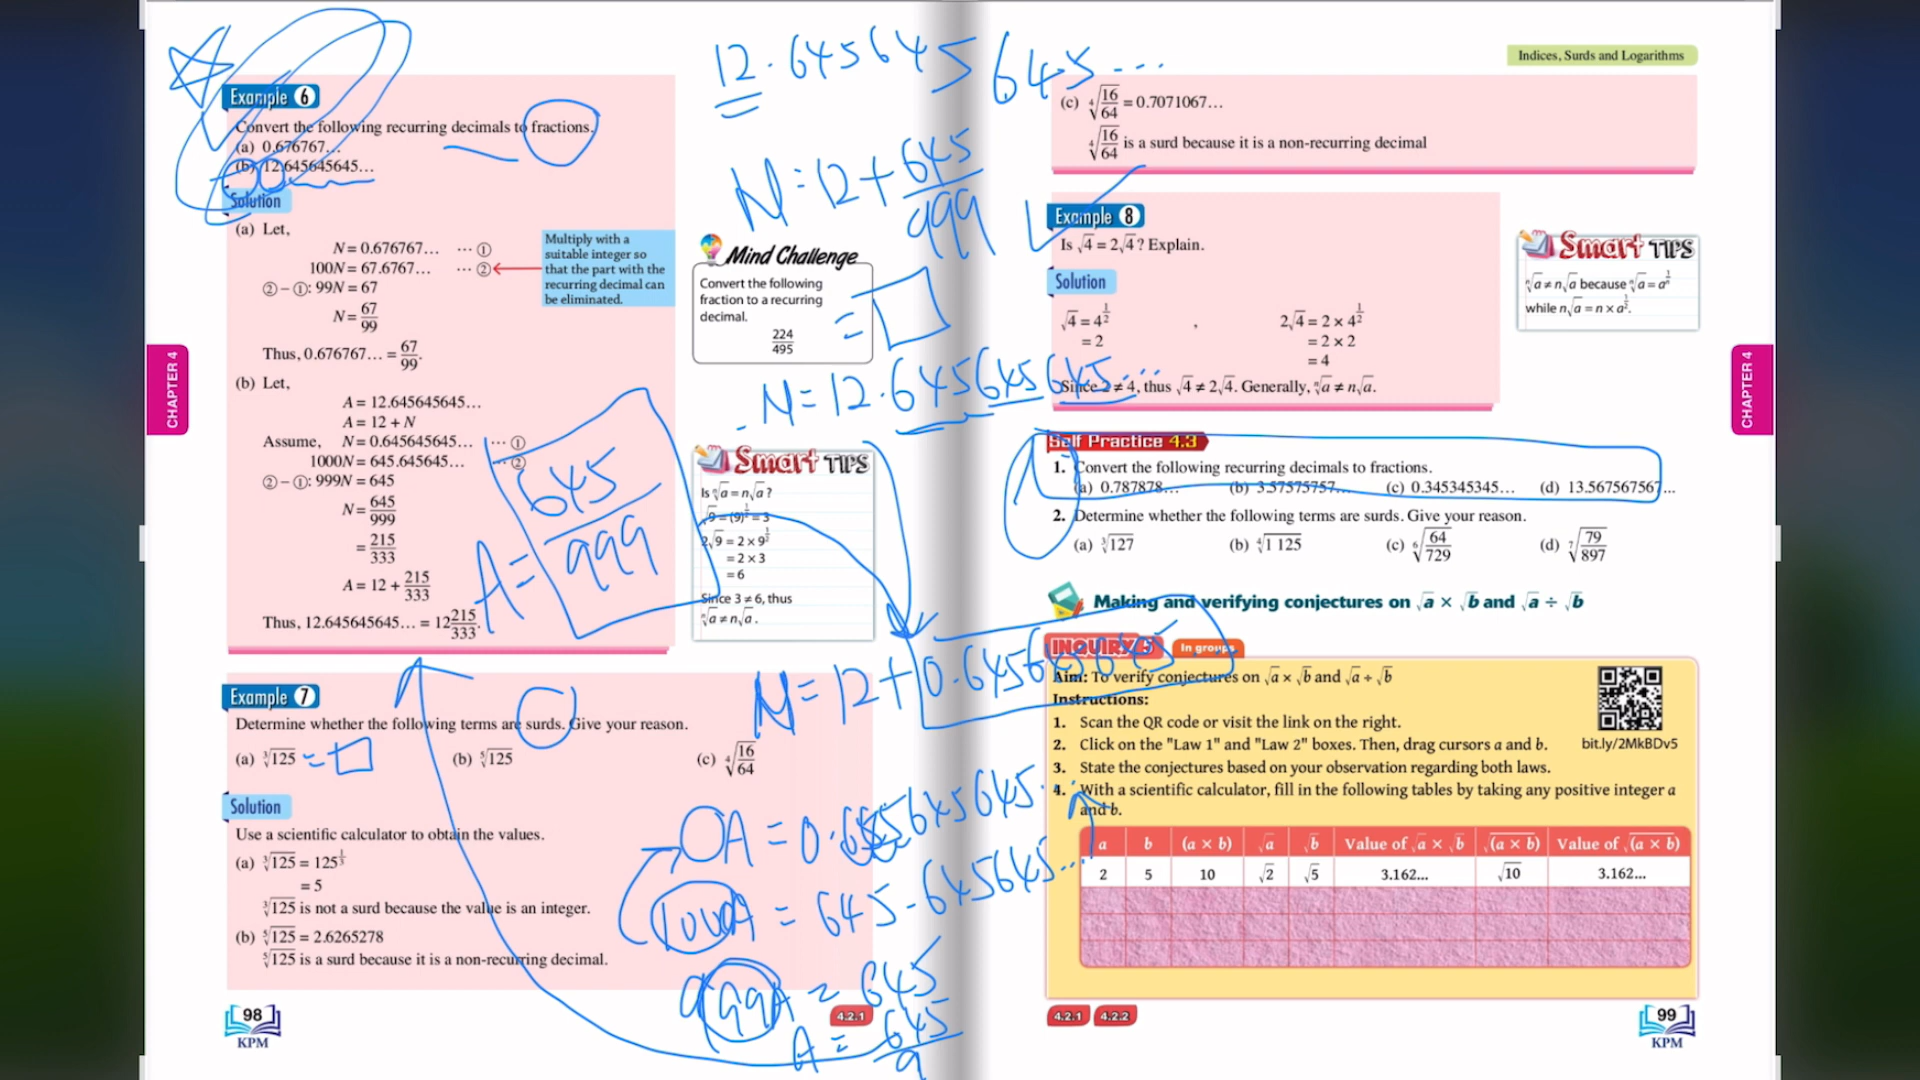 Example 6
Convert the following recurring decimals to fractions.
(a) 0.676767...
(b) 12.645645645...
Solution
(a) Let,
N = 0.676767... ... ①
100N = 67.6767... ... ②
② – ①: 99N = 67
N = 67/99
Thus, 0.676767... = 67/99.
Multiply with a
suitable integer so
that the part with the
recurring decimal can
be eliminated.
(b) Let,
A = 12.645645645...
A = 12 + N
Assume, N = 0.645645645... ... ①
1000N = 645.645645... ... ②
② – ①: 999N = 645
N = 645/999
= 215/333
A = 12 + 215/333
Thus, 12.645645645... = 12 215/333.
A = 645/999
Example 7
Determine whether the following terms are surds. Give your reason.
(a) ∛125 = □ (b) ⁵√125 (c) ⁴√(16/64)
Solution
Use a scientific calculator to obtain the values.
(a) ∛125 = 125^(1/3)
= 5
∛125 is not a surd because the value is an integer.
(b) ⁵√125 = 2.6265278
⁵√125 is a surd because it is a non-recurring decimal.
98
KPM
CHAPTER 4
12.645645645...
N = 12 + 645/999
= □
Mind Challenge
Convert the following
fraction to a recurring
decimal.
224/495
N = 12.645645645...
Smart TIPS
Is ⁿ√a = n√a ?
√9 = (9)^(1/2) = 3
2√9 = 2 × 9^(1/2)
= 2 × 3
= 6
Since 3 ≠ 6, thus
ⁿ√a ≠ n√a .
N = 12 + 0.645645645
A = 0.645645645...
1000A = 645.645645...
999A = 645
A = 645/9
4.2.1
Indices, Surds and Logarithms
(c) ⁴√(16/64) = 0.7071067...
⁴√(16/64) is a surd because it is a non-recurring decimal
Example 8
Is √4 = 2√4 ? Explain.
Solution
√4 = 4^(1/2) , 2√4 = 2 × 4^(1/2)
= 2 = 2 × 2
= 4
Since 2 ≠ 4, thus √4 ≠ 2√4. Generally, ⁿ√a ≠ n√a.
Smart TIPS
ⁿ√a ≠ n√a because ⁿ√a = a^(1/n)
while n√a = n × a^(1/2).
Self Practice 4.3
1. Convert the following recurring decimals to fractions.
(a) 0.787878... (b) 3.57575757... (c) 0.345345345... (d) 13.567567567...
2. Determine whether the following terms are surds. Give your reason.
(a) ∛127 (b) ⁴√1 125 (c) ⁶√(64/729) (d) ⁷√(79/897)
Making and verifying conjectures on √a × √b and √a ÷ √b
INQUIRY In groups
Aim: To verify conjectures on √a × √b and √a ÷ √b
Instructions:
1. Scan the QR code or visit the link on the right.
2. Click on the "Law 1" and "Law 2" boxes. Then, drag cursors a and b.
3. State the conjectures based on your observation regarding both laws.
4. With a scientific calculator, fill in the following tables by taking any positive integer a
and b.
bit.ly/2MkBDv5
a b (a × b) √a √b Value of √a × √b √(a × b) Value of √(a × b)
2 5 10 √2 √5 3.162... √10 3.162...
4.2.1 4.2.2
99
KPM
CHAPTER 4